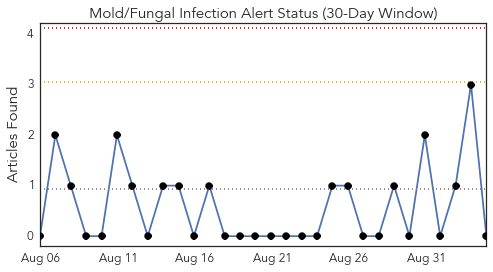 Mold/Fungal Infection Alert Status (30-Day Window)
Articles Found
4
3
2
1
0
Aug 06 Aug 11 Aug 16 Aug 21 Aug 26 Aug 31